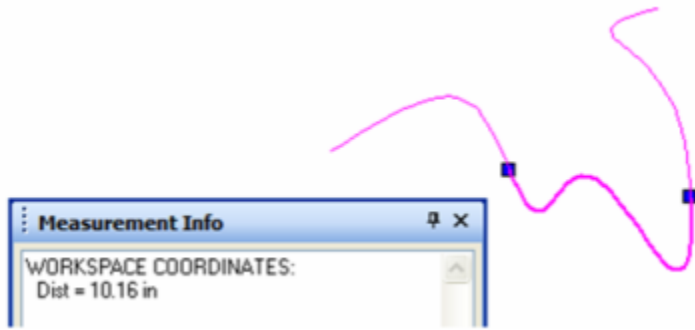 Measurement Info
WORKSPACE COORDINATES:
Dist = 10.16 in